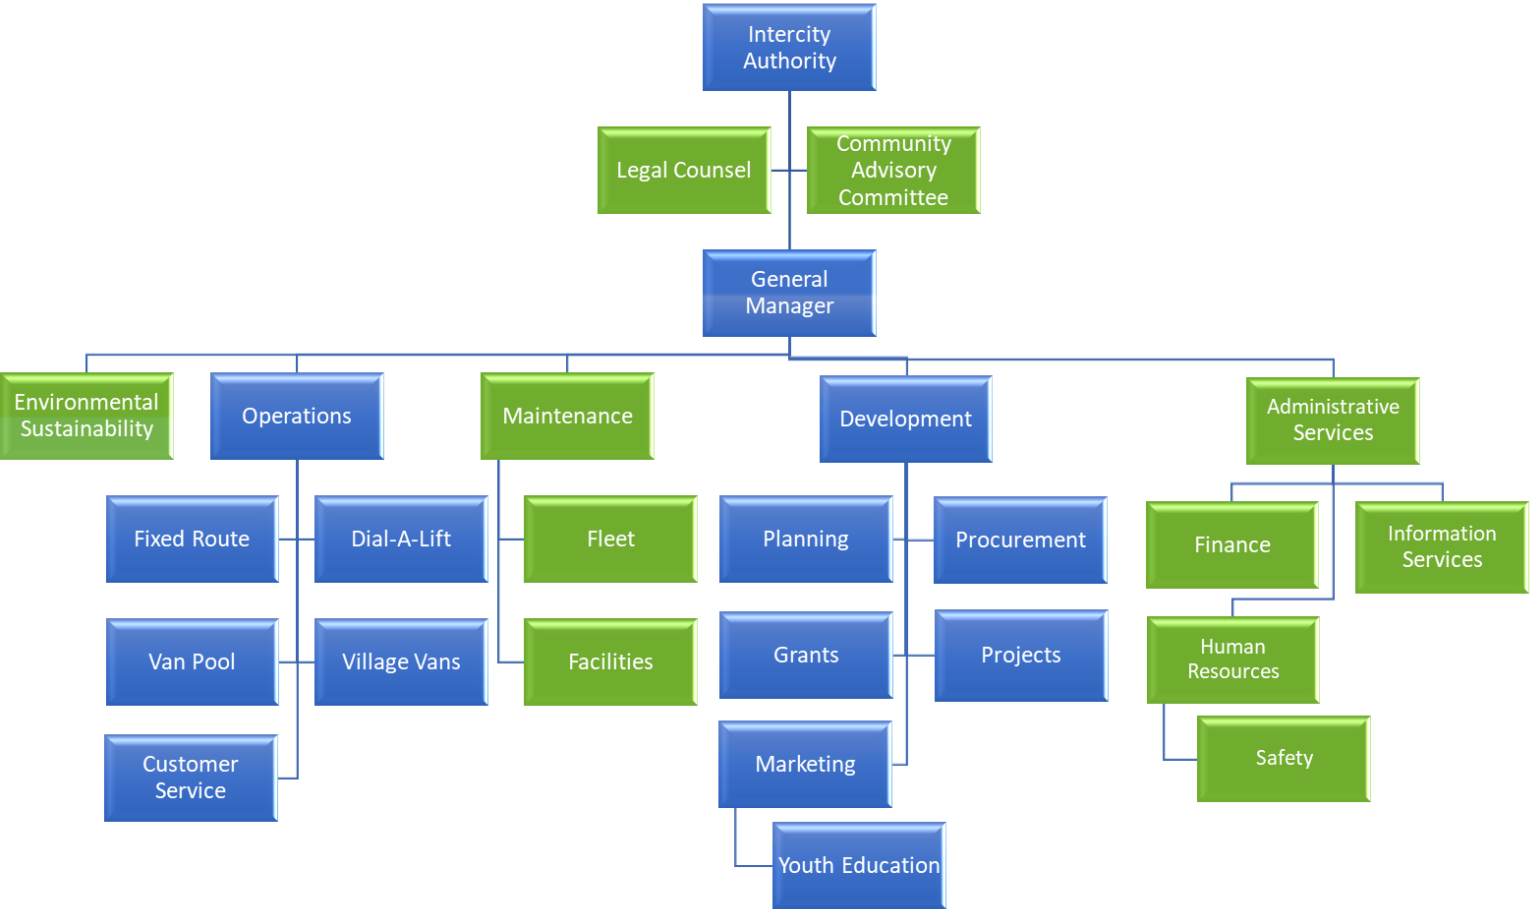 Intercity
Authority
Legal Counsel
Community
Advisory
Committee
General
Manager
Environmental
Sustainability
Operations
Maintenance
Development
Administrative
Services
Fixed Route
Dial-A-Lift
Fleet
Planning
Procurement
Finance
Information
Services
Van Pool
Village Vans
Facilities
Grants
Projects
Human
Resources
Customer
Service
Marketing
Safety
Youth Education